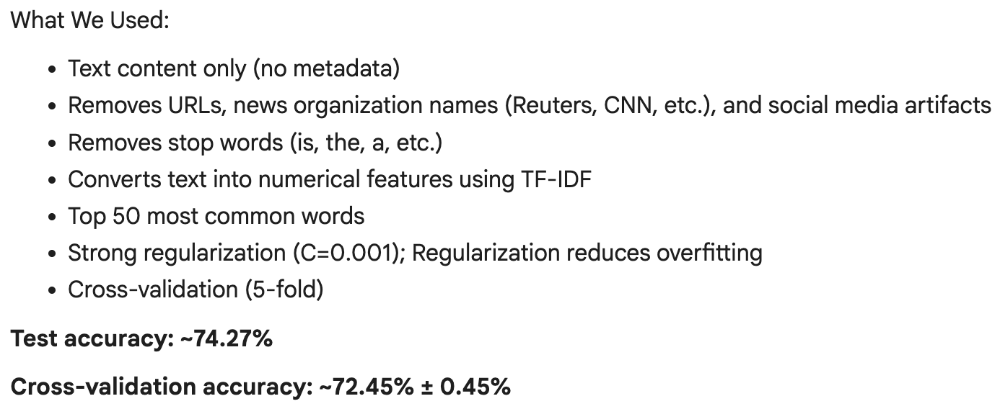 What We Used:
• Text content only (no metadata)
• Removes URLs, news organization names (Reuters, CNN, etc.), and social media artifacts
• Removes stop words (is, the, a, etc.)
• Converts text into numerical features using TF-IDF
• Top 50 most common words
• Strong regularization (C=0.001); Regularization reduces overfitting
• Cross-validation (5-fold)
Test accuracy: ~74.27%
Cross-validation accuracy: ~72.45% ± 0.45%